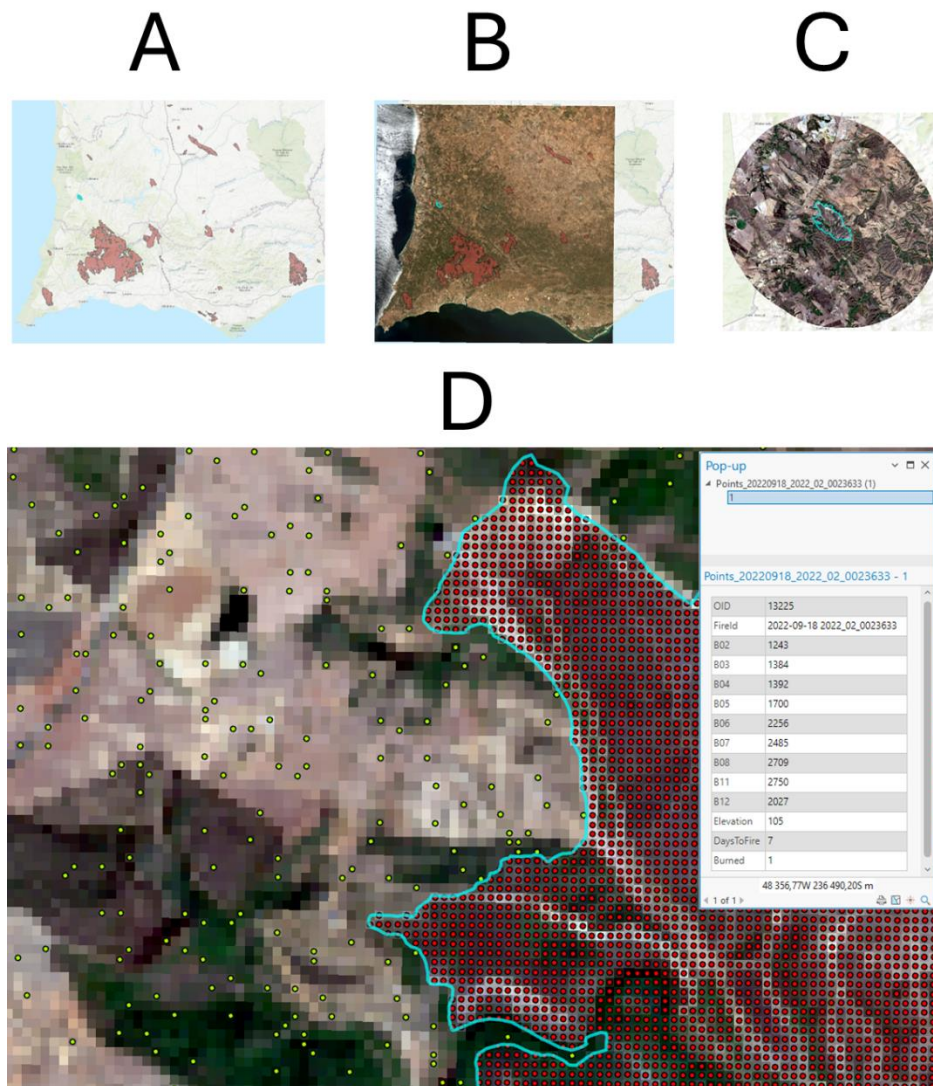 A
B
C
D
Pop-up
Points_20220918_2022_02_0023633 (1)
1
Points_20220918_2022_02_0023633 - 1
OID 13225
FireId 2022-09-18 2022_02_0023633
B02 1243
B03 1384
B04 1392
B05 1700
B06 2256
B07 2485
B08 2709
B11 2750
B12 2027
Elevation 105
DaysToFire 7
Burned 1
48 356,77W 236 490,20S m
1 of 1